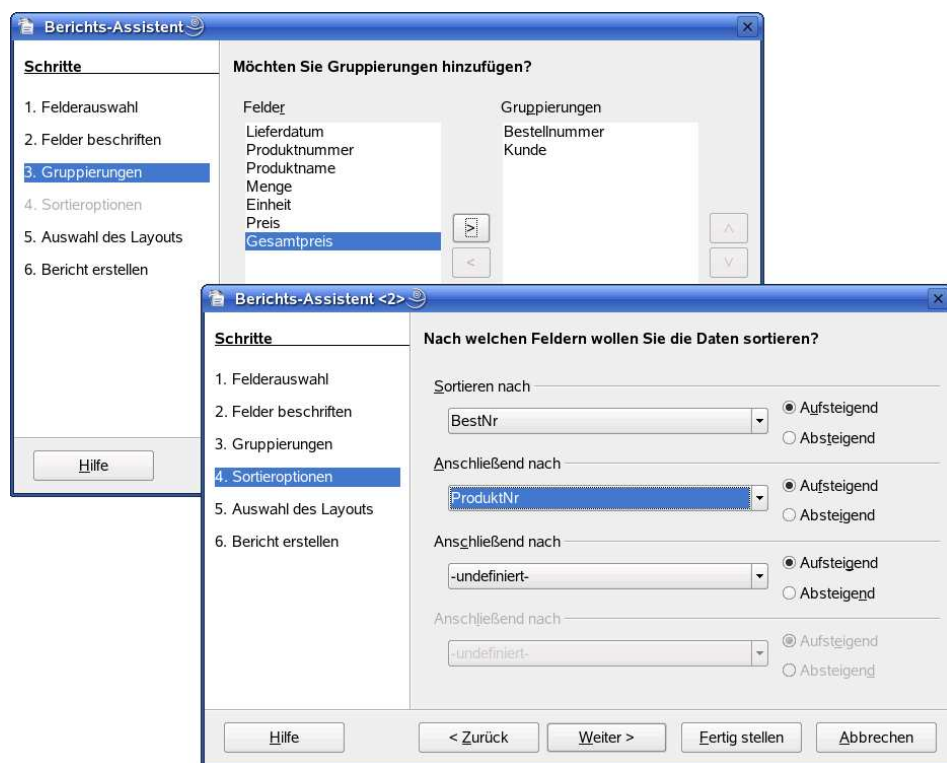 Berichts-Assistent
Schritte
1. Felderauswahl
2. Felder beschriften
3. Gruppierungen
4. Sortieroptionen
5. Auswahl des Layouts
6. Bericht erstellen
Hilfe
Möchten Sie Gruppierungen hinzufügen?
Felder
Lieferdatum
Produktnummer
Produktname
Menge
Einheit
Preis
Gesamtpreis
>
<
Gruppierungen
Bestellnummer
Kunde
Berichts-Assistent <2>
Schritte
1. Felderauswahl
2. Felder beschriften
3. Gruppierungen
4. Sortieroptionen
5. Auswahl des Layouts
6. Bericht erstellen
Nach welchen Feldern wollen Sie die Daten sortieren?
Sortieren nach
BestNr
Aufsteigend
Absteigend
Anschließend nach
ProduktNr
Aufsteigend
Absteigend
Anschließend nach
-undefiniert-
Aufsteigend
Absteigend
Anschließend nach
-undefiniert-
Aufsteigend
Absteigend
Hilfe
< Zurück
Weiter >
Fertig stellen
Abbrechen